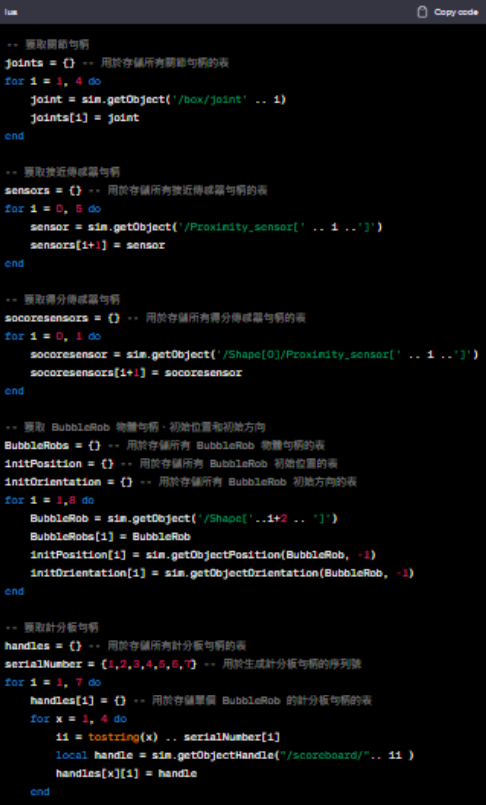 lua Copy code
-- 獲取關節句柄
joints = {} -- 用於存儲所有關節句柄的表
for i = 1, 4 do
joint = sim.getObject('/box/joint' .. i)
joints[i] = joint
end
-- 獲取接近傳感器句柄
sensors = {} -- 用於存儲所有接近傳感器句柄的表
for i = 0, 5 do
sensor = sim.getObject('/Proximity_sensor[' .. i ..']')
sensors[i+1] = sensor
end
-- 獲取得分傳感器句柄
socoresensors = {} -- 用於存儲所有得分傳感器句柄的表
for i = 0, 1 do
socoresensor = sim.getObject('/Shape[0]/Proximity_sensor[' .. i ..']')
socoresensors[i+1] = socoresensor
end
-- 獲取 BubbleRob 物體句柄，初始位置和初始方向
BubbleRobs = {} -- 用於存儲所有 BubbleRob 物體句柄的表
initPosition = {} -- 用於存儲所有 BubbleRob 初始位置的表
initOrientation = {} -- 用於存儲所有 BubbleRob 初始方向的表
for i = 1,8 do
BubbleRob = sim.getObject('/Shape['..i+2 .. ']')
BubbleRobs[i] = BubbleRob
initPosition[i] = sim.getObjectPosition(BubbleRob, -1)
initOrientation[i] = sim.getObjectOrientation(BubbleRob, -1)
end
-- 獲取計分板句柄
handles = {} -- 用於存儲所有計分板句柄的表
serialNumber = {1,2,3,4,5,6,7} -- 用於生成計分板句柄的序列號
for i = 1, 7 do
handles[i] = {} -- 用於存儲單個 BubbleRob 的計分板句柄的表
for x = 1, 4 do
ii = tostring(x) .. serialNumber[i]
local handle = sim.getObjectHandle("/scoreboard/".. ii )
handles[x][i] = handle
end